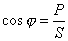 cos φ = P/S